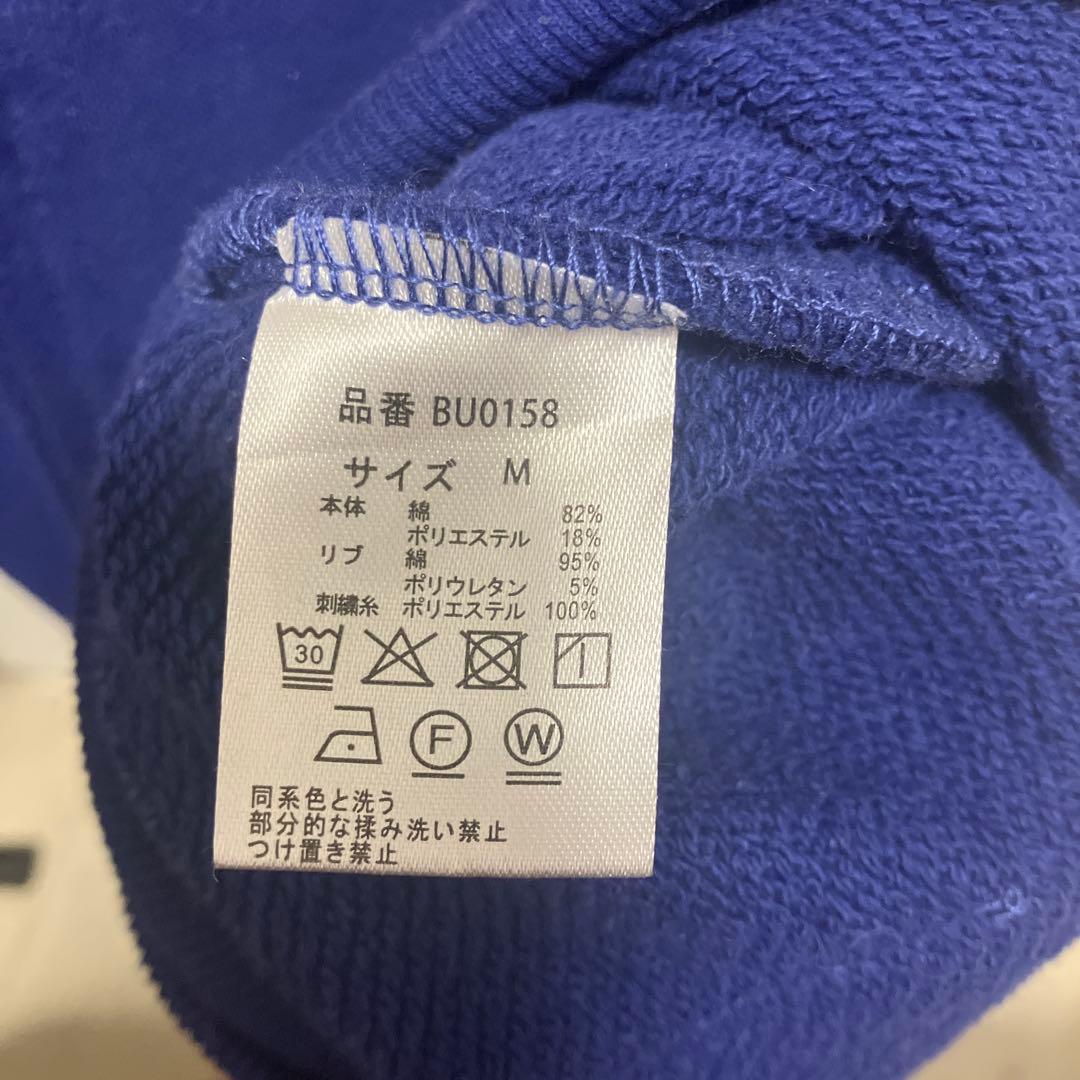 品番 BU0158
サイズ M
本体 綿 82%
ポリエステル 18%
リブ 綿 95%
ポリウレタン 5%
刺繍糸 ポリエステル 100%
30
F W
同系色と洗う
部分的な揉み洗い禁止
つけ置き禁止